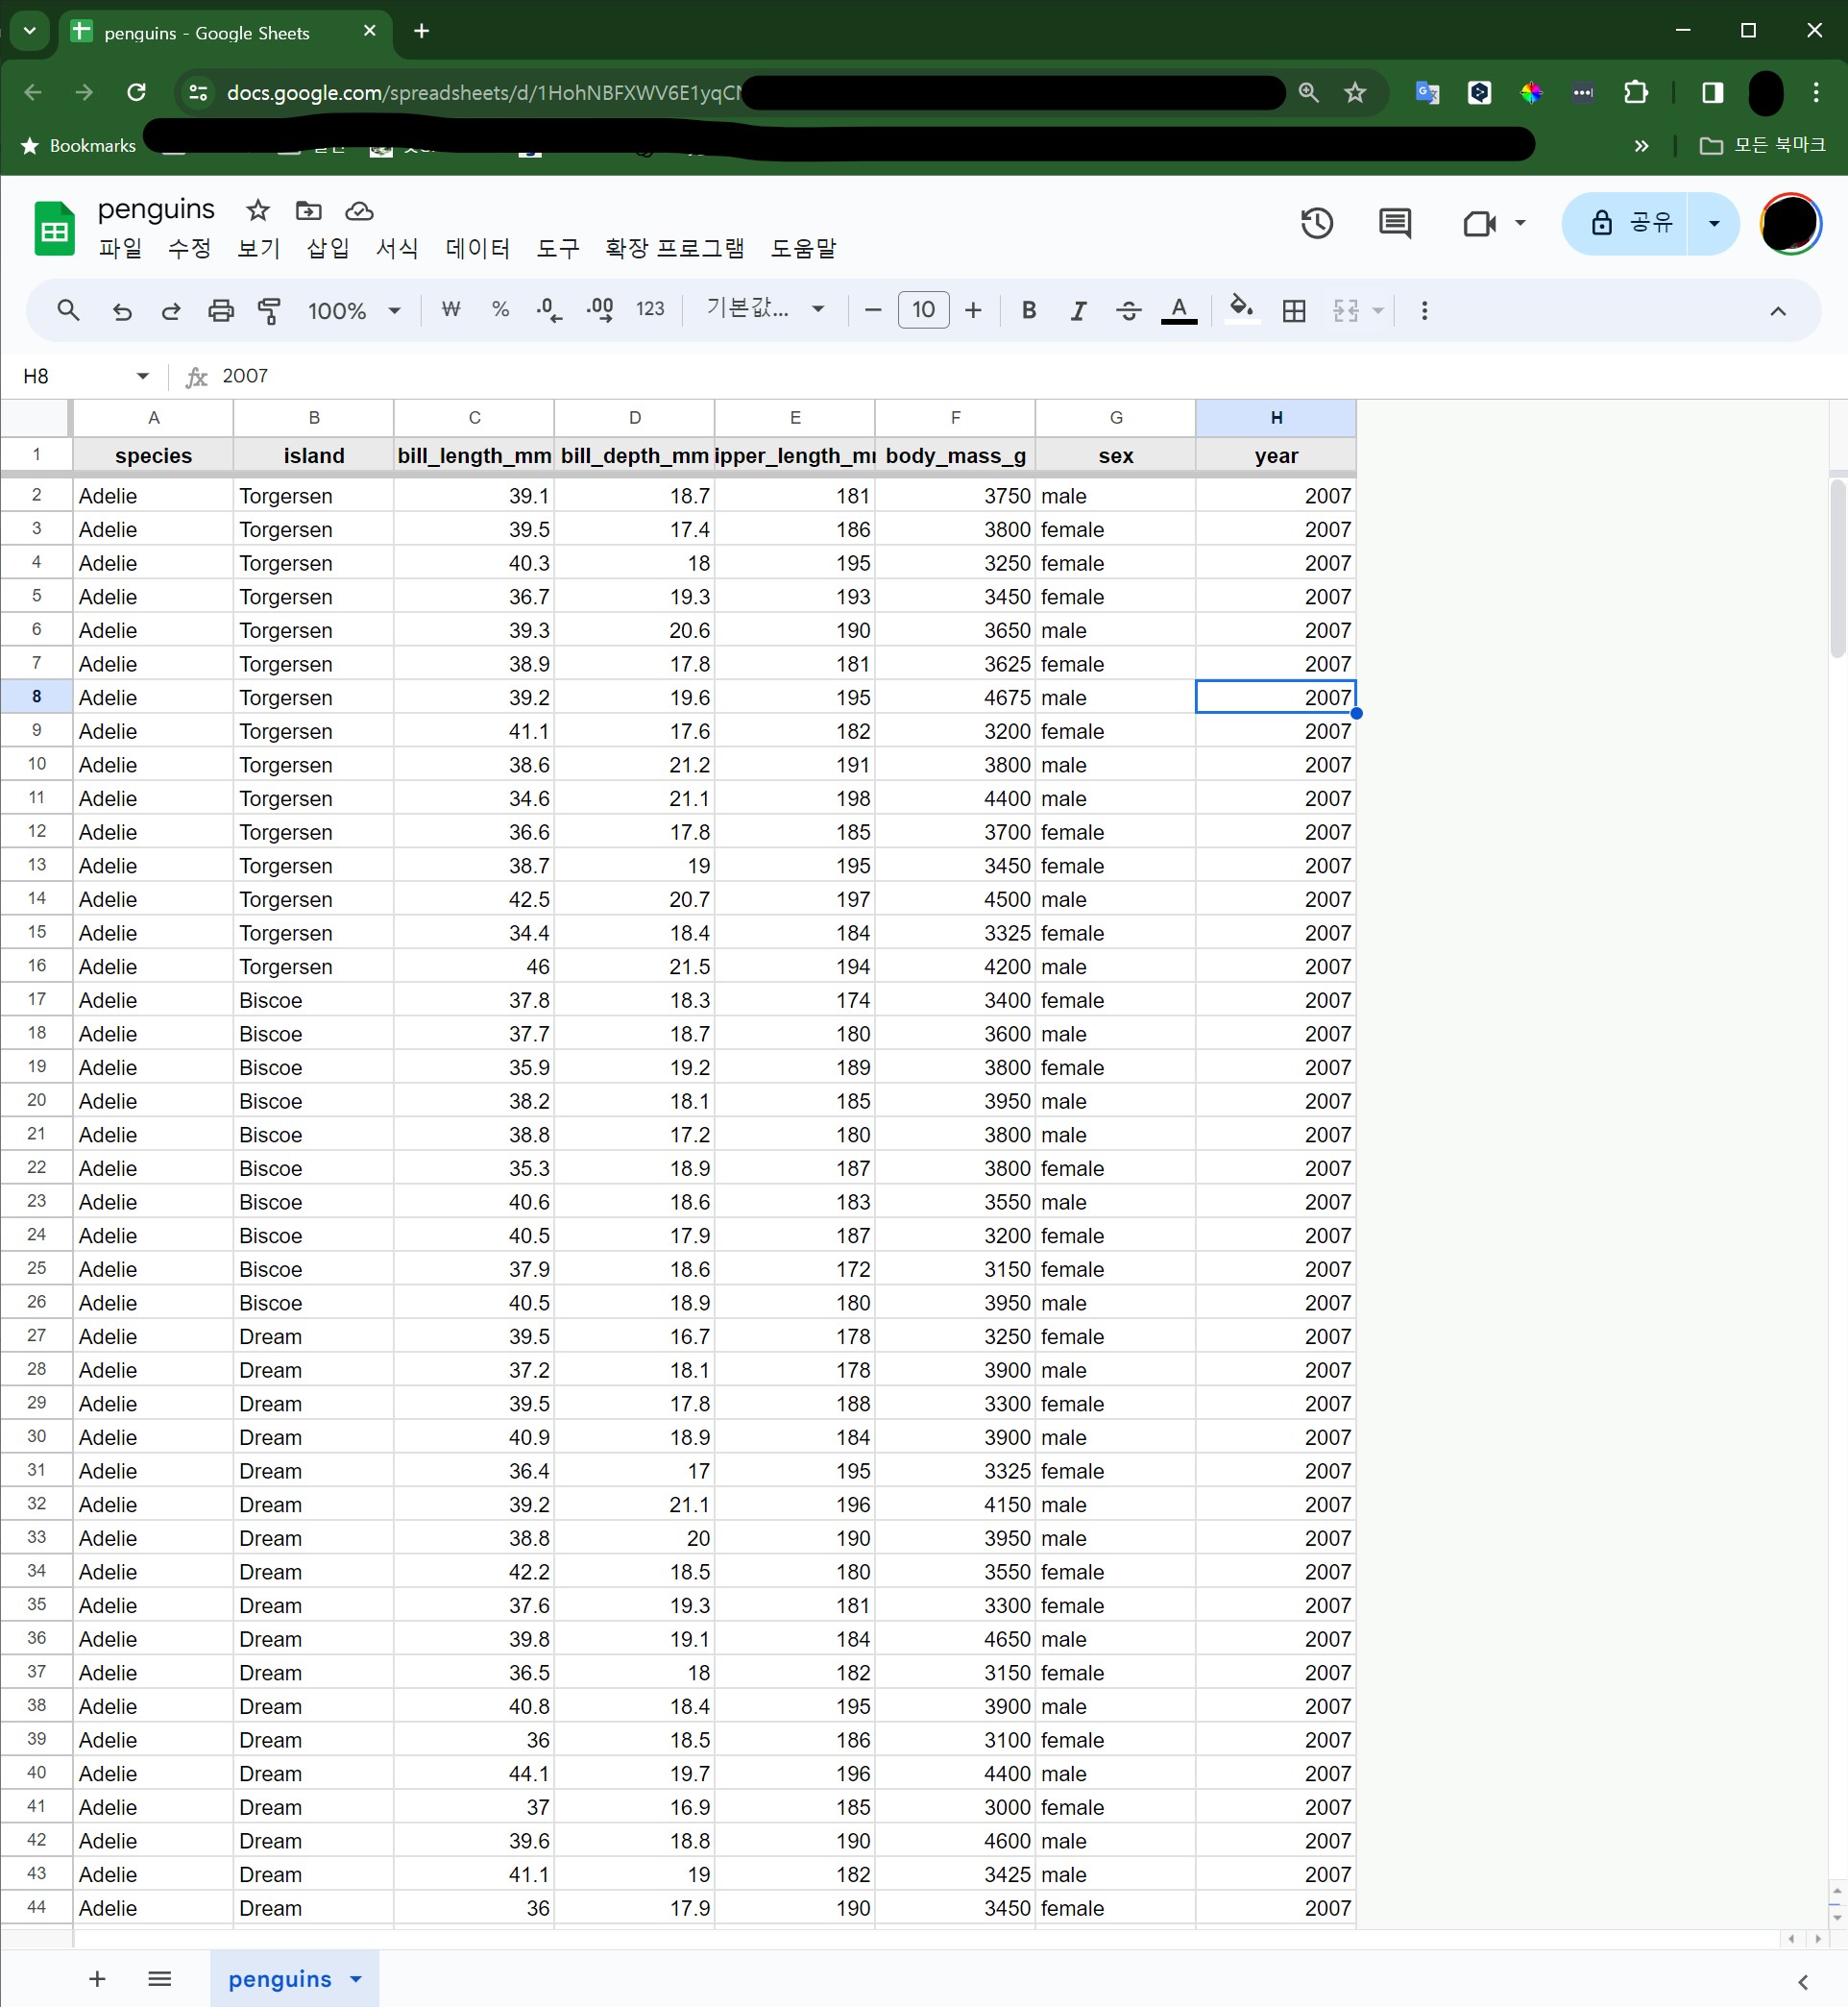 penguins - Google Sheets
docs.google.com/spreadsheets/d/1HohNBFXWV6E1yqC
Bookmarks 모든 북마크
penguins
파일 수정 보기 삽입 서식 데이터 도구 확장 프로그램 도움말 공유
100% ₩ % .0 .00 123 기본값... 10 B I S A
H8 fx 2007
A B C D E F G H
1 species island bill_length_mm bill_depth_mm body_mass_g sex year
2 Adelie Torgersen 39.1 18.7 181 3750 male 2007
3 Adelie Torgersen 39.5 17.4 186 3800 female 2007
4 Adelie Torgersen 40.3 18 195 3250 female 2007
5 Adelie Torgersen 36.7 19.3 193 3450 female 2007
6 Adelie Torgersen 39.3 20.6 190 3650 male 2007
7 Adelie Torgersen 38.9 17.8 181 3625 female 2007
8 Adelie Torgersen 39.2 19.6 195 4675 male 2007
9 Adelie Torgersen 41.1 17.6 182 3200 female 2007
10 Adelie Torgersen 38.6 21.2 191 3800 male 2007
11 Adelie Torgersen 34.6 21.1 198 4400 male 2007
12 Adelie Torgersen 36.6 17.8 185 3700 female 2007
13 Adelie Torgersen 38.7 19 195 3450 female 2007
14 Adelie Torgersen 42.5 20.7 197 4500 male 2007
15 Adelie Torgersen 34.4 18.4 184 3325 female 2007
16 Adelie Torgersen 46 21.5 194 4200 male 2007
17 Adelie Biscoe 37.8 18.3 174 3400 female 2007
18 Adelie Biscoe 37.7 18.7 180 3600 male 2007
19 Adelie Biscoe 35.9 19.2 189 3800 female 2007
20 Adelie Biscoe 38.2 18.1 185 3950 male 2007
21 Adelie Biscoe 38.8 17.2 180 3800 male 2007
22 Adelie Biscoe 35.3 18.9 187 3800 female 2007
23 Adelie Biscoe 40.6 18.6 183 3550 male 2007
24 Adelie Biscoe 40.5 17.9 187 3200 female 2007
25 Adelie Biscoe 37.9 18.6 172 3150 female 2007
26 Adelie Biscoe 40.5 18.9 180 3950 male 2007
27 Adelie Dream 39.5 16.7 178 3250 female 2007
28 Adelie Dream 37.2 18.1 178 3900 male 2007
29 Adelie Dream 39.5 17.8 188 3300 female 2007
30 Adelie Dream 40.9 18.9 184 3900 male 2007
31 Adelie Dream 36.4 17 195 3325 female 2007
32 Adelie Dream 39.2 21.1 196 4150 male 2007
33 Adelie Dream 38.8 20 190 3950 male 2007
34 Adelie Dream 42.2 18.5 180 3550 female 2007
35 Adelie Dream 37.6 19.3 181 3300 female 2007
36 Adelie Dream 39.8 19.1 184 4650 male 2007
37 Adelie Dream 36.5 18 182 3150 female 2007
38 Adelie Dream 40.8 18.4 195 3900 male 2007
39 Adelie Dream 36 18.5 186 3100 female 2007
40 Adelie Dream 44.1 19.7 196 4400 male 2007
41 Adelie Dream 37 16.9 185 3000 female 2007
42 Adelie Dream 39.6 18.8 190 4600 male 2007
43 Adelie Dream 41.1 19 182 3425 male 2007
44 Adelie Dream 36 17.9 190 3450 female 2007
penguins